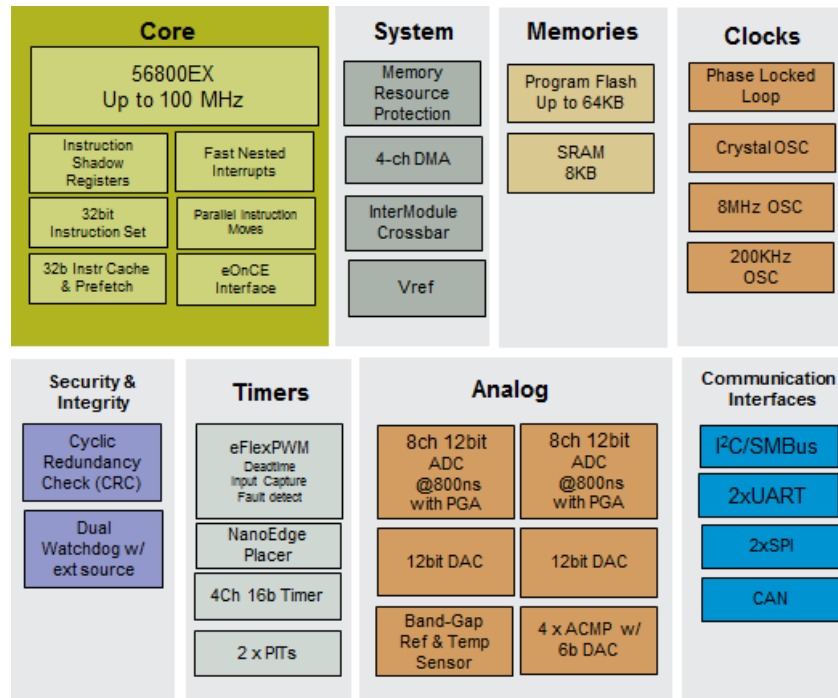 Core
56800EX
Up to 100 MHz
Instruction
Shadow
Registers
Fast Nested
Interrupts
32bit
Instruction Set
Parallel Instruction
Moves
32b Instr Cache
& Prefetch
eOnCE
Interface
System
Memory
Resource
Protection
4-ch DMA
InterModule
Crossbar
Vref
Memories
Program Flash
Up to 64KB
SRAM
8KB
Clocks
Phase Locked
Loop
Crystal OSC
8MHz OSC
200KHz
OSC
Security &
Integrity
Cyclic
Redundancy
Check (CRC)
Dual
Watchdog w/
ext source
Timers
eFlexPWM
Deadtime
Input Capture
Fault detect
NanoEdge
Placer
4Ch 16b Timer
2 x PITs
Analog
8ch 12bit
ADC
@800ns
with PGA
8ch 12bit
ADC
@800ns
with PGA
12bit DAC
12bit DAC
Band-Gap
Ref & Temp
Sensor
4 x ACMP w/
6b DAC
Communication
Interfaces
I²C/SMBus
2xUART
2xSPI
CAN